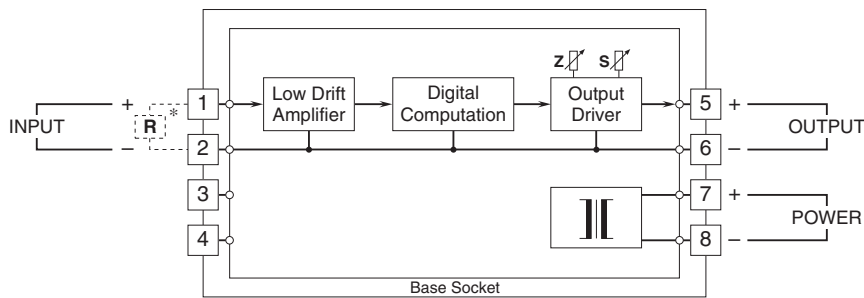 Z
S
1
+
INPUT
R
*
–
2
3
4
Low Drift
Amplifier
Digital
Computation
Output
Driver
5
+
OUTPUT
6
–
7
+
POWER
8
–
Base Socket